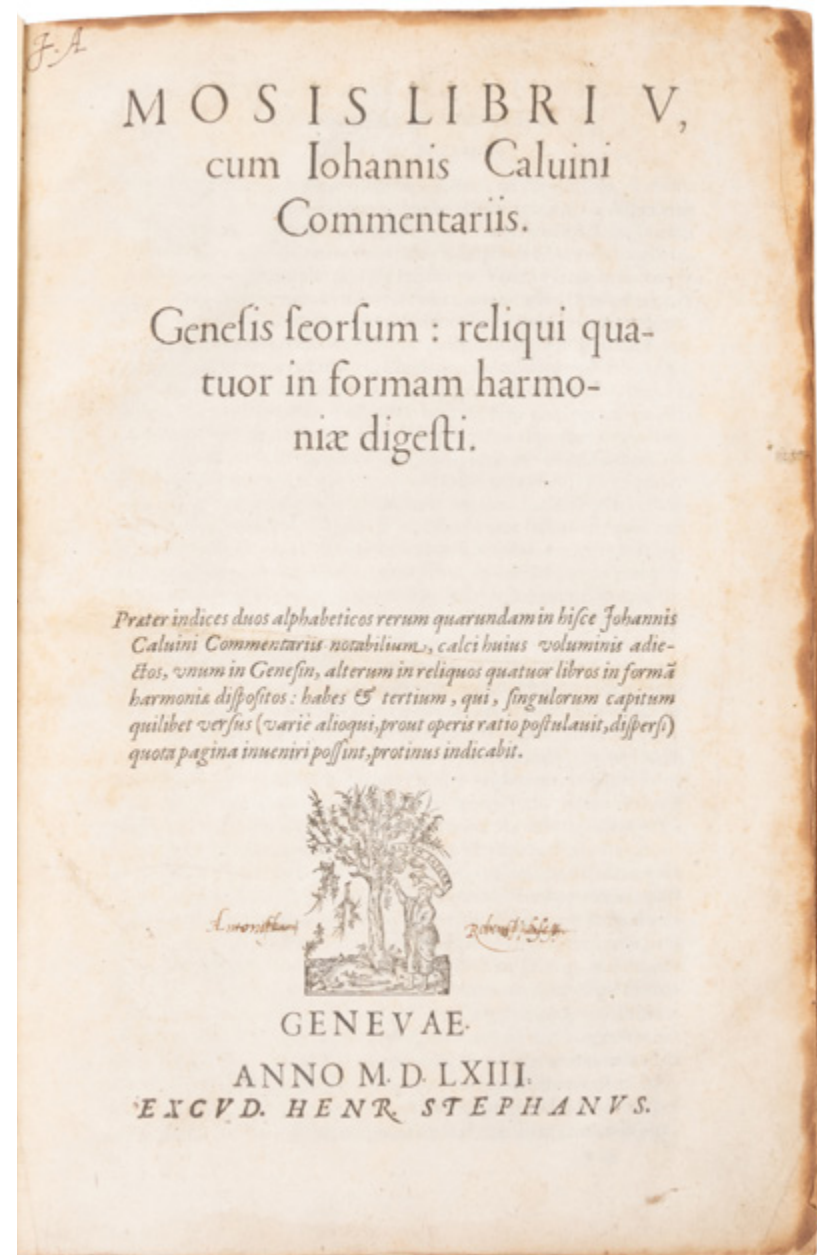 J. A
MOSIS LIBRI V,
cum Iohannis Caluini
Commentariis.
Geneſis ſeorſum : reliqui qua-
tuor in formam harmo-
niæ digeſti.
Præter indices duos alphabeticos rerum quarundam in hiſce Johannis
Caluini Commentariis notabilium, calci huius voluminis adie-
ctos, vnum in Geneſin, alterum in reliquos quatuor libros in formā
harmoniæ diſpoſitos : habes & tertium, qui, ſingulorum capitum
quilibet verſus (variè alioqui, prout operis ratio poſtulauit, diſperſi)
quota pagina inueniri poſſint, protinus indicabit.
GENEVAE.
ANNO M. D. LXIII.
EXCVD. HENR. STEPHANVS.